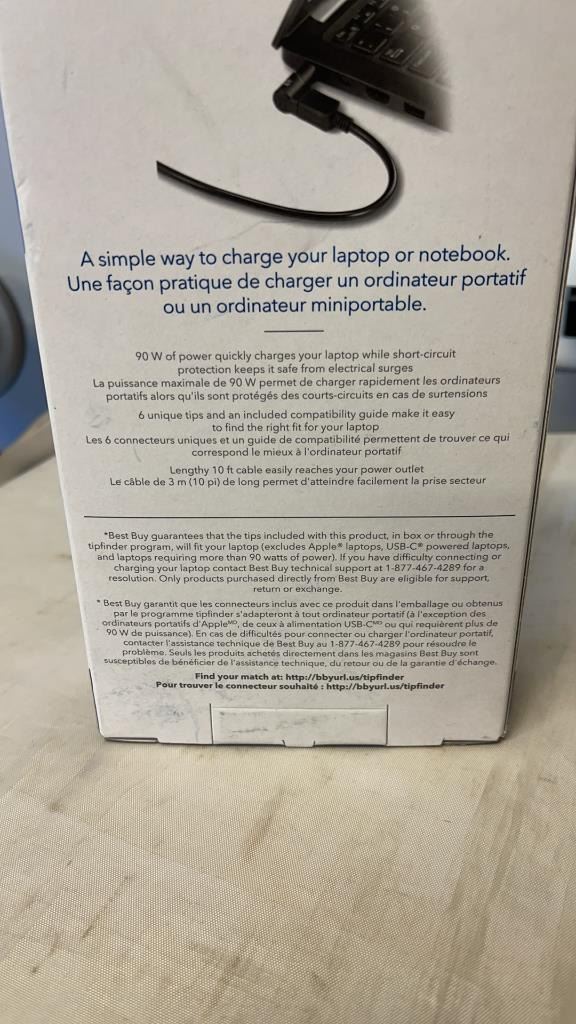 A simple way to charge your laptop or notebook.
Une façon pratique de charger un ordinateur portatif
ou un ordinateur miniportable.
90 W of power quickly charges your laptop while short-circuit
protection keeps it safe from electrical surges
La puissance maximale de 90 W permet de charger rapidement les ordinateurs
portatifs alors qu'ils sont protégés des courts-circuits en cas de surtensions
6 unique tips and an included compatibility guide make it easy
to find the right fit for your laptop
Les 6 connecteurs uniques et un guide de compatibilité permettent de trouver ce qui
correspond le mieux à l'ordinateur portatif
Lengthy 10 ft cable easily reaches your power outlet
Le câble de 3 m (10 pi) de long permet d'atteindre facilement la prise secteur
*Best Buy guarantees that the tips included with this product, in box or through the
tipfinder program, will fit your laptop (excludes Apple® laptops, USB-C® powered laptops,
and laptops requiring more than 90 watts of power). If you have difficulty connecting or
charging your laptop contact Best Buy technical support at 1-877-467-4289 for a
resolution. Only products purchased directly from Best Buy are eligible for support,
return or exchange.
* Best Buy garantit que les connecteurs inclus avec ce produit dans l'emballage ou obtenus
par le programme tipfinder s'adapteront à tout ordinateur portatif (à l'exception des
ordinateurs portatifs d'Appleᴹᴰ, de ceux à alimentation USB-Cᴹᴰ ou qui requièrent plus de
90 W de puissance). En cas de difficultés pour connecter ou charger l'ordinateur portatif,
contacter l'assistance technique de Best Buy au 1-877-467-4289 pour résoudre le
problème. Seuls les produits achetés directement dans les magasins Best Buy sont
susceptibles de bénéficier de l'assistance technique, du retour ou de la garantie d'échange.
Find your match at: http://bbyurl.us/tipfinder
Pour trouver le connecteur souhaité : http://bbyurl.us/tipfinder